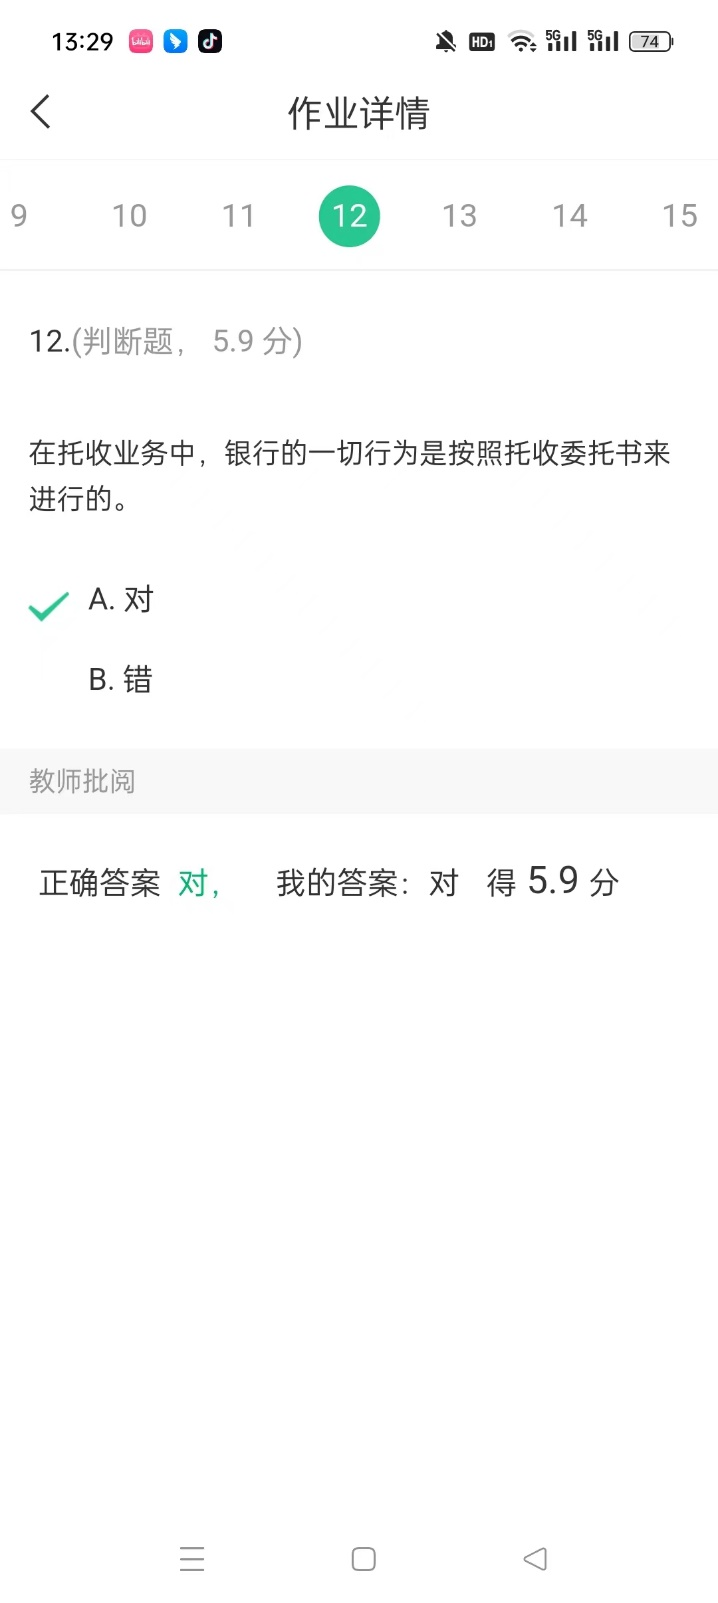 13:29 HD1 5G 5G 74
作业详情
9 10 11 12 13 14 15
12.(判断题， 5.9 分)
在托收业务中，银行的一切行为是按照托收委托书来
进行的。
A. 对
B. 错
教师批阅
正确答案 对， 我的答案：对 得 5.9 分